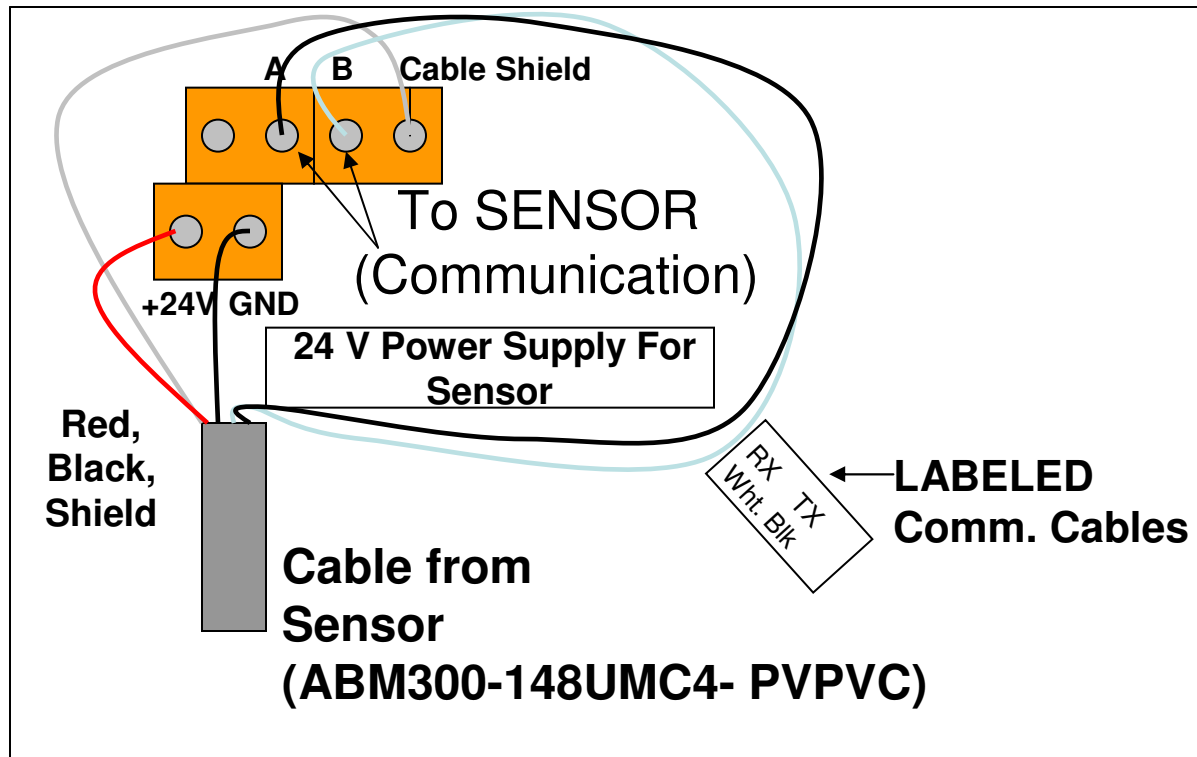 A B Cable Shield
To SENSOR
(Communication)
+24V GND
24 V Power Supply For
Sensor
Red,
Black,
Shield
RX TX
Wht. Blk
LABELED
Comm. Cables
Cable from
Sensor
(ABM300-148UMC4- PVPVC)